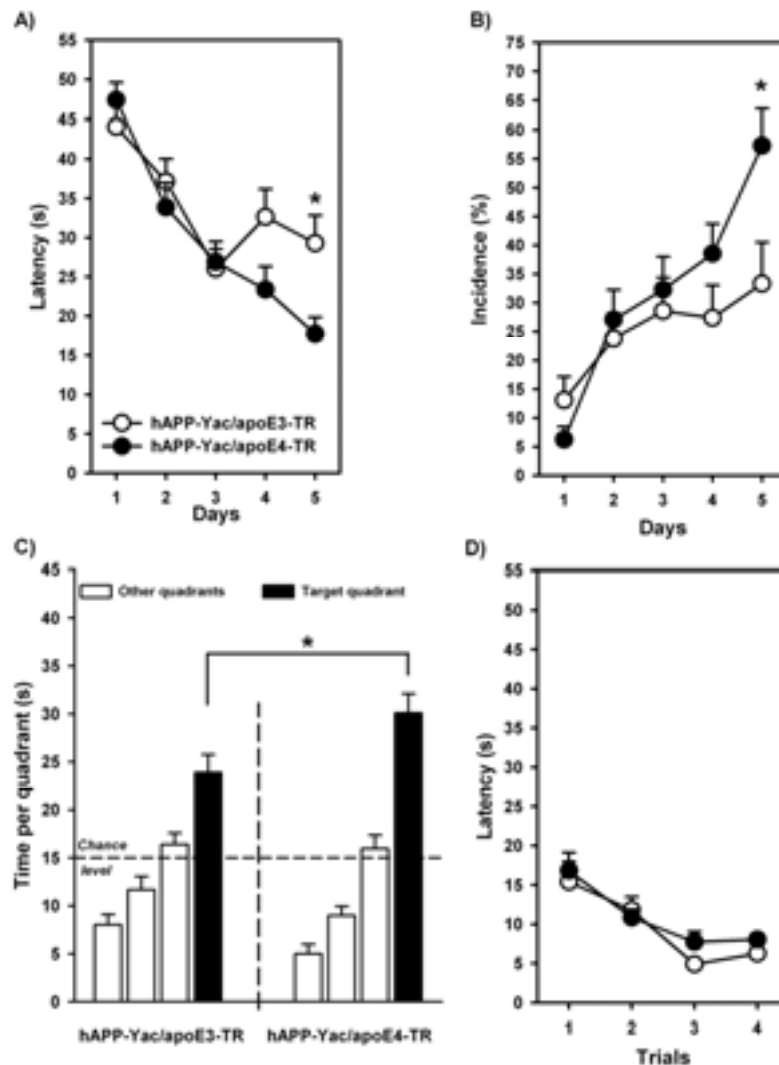 A)
55
50
45
40
35
30
25
20
15
10
5
0
Latency (s)
*
hAPP-Yac/apoE3-TR
hAPP-Yac/apoE4-TR
1 2 3 4 5
Days
B)
75
70
65
60
55
50
45
40
35
30
25
20
15
10
5
0
Incidence (%)
*
1 2 3 4 5
Days
C)
45
40
35
30
25
20
15
10
5
0
Time per quadrant (s)
Other quadrants Target quadrant
*
Chance
level
hAPP-Yac/apoE3-TR hAPP-Yac/apoE4-TR
D)
55
50
45
40
35
30
25
20
15
10
5
0
Latency (s)
1 2 3 4
Trials